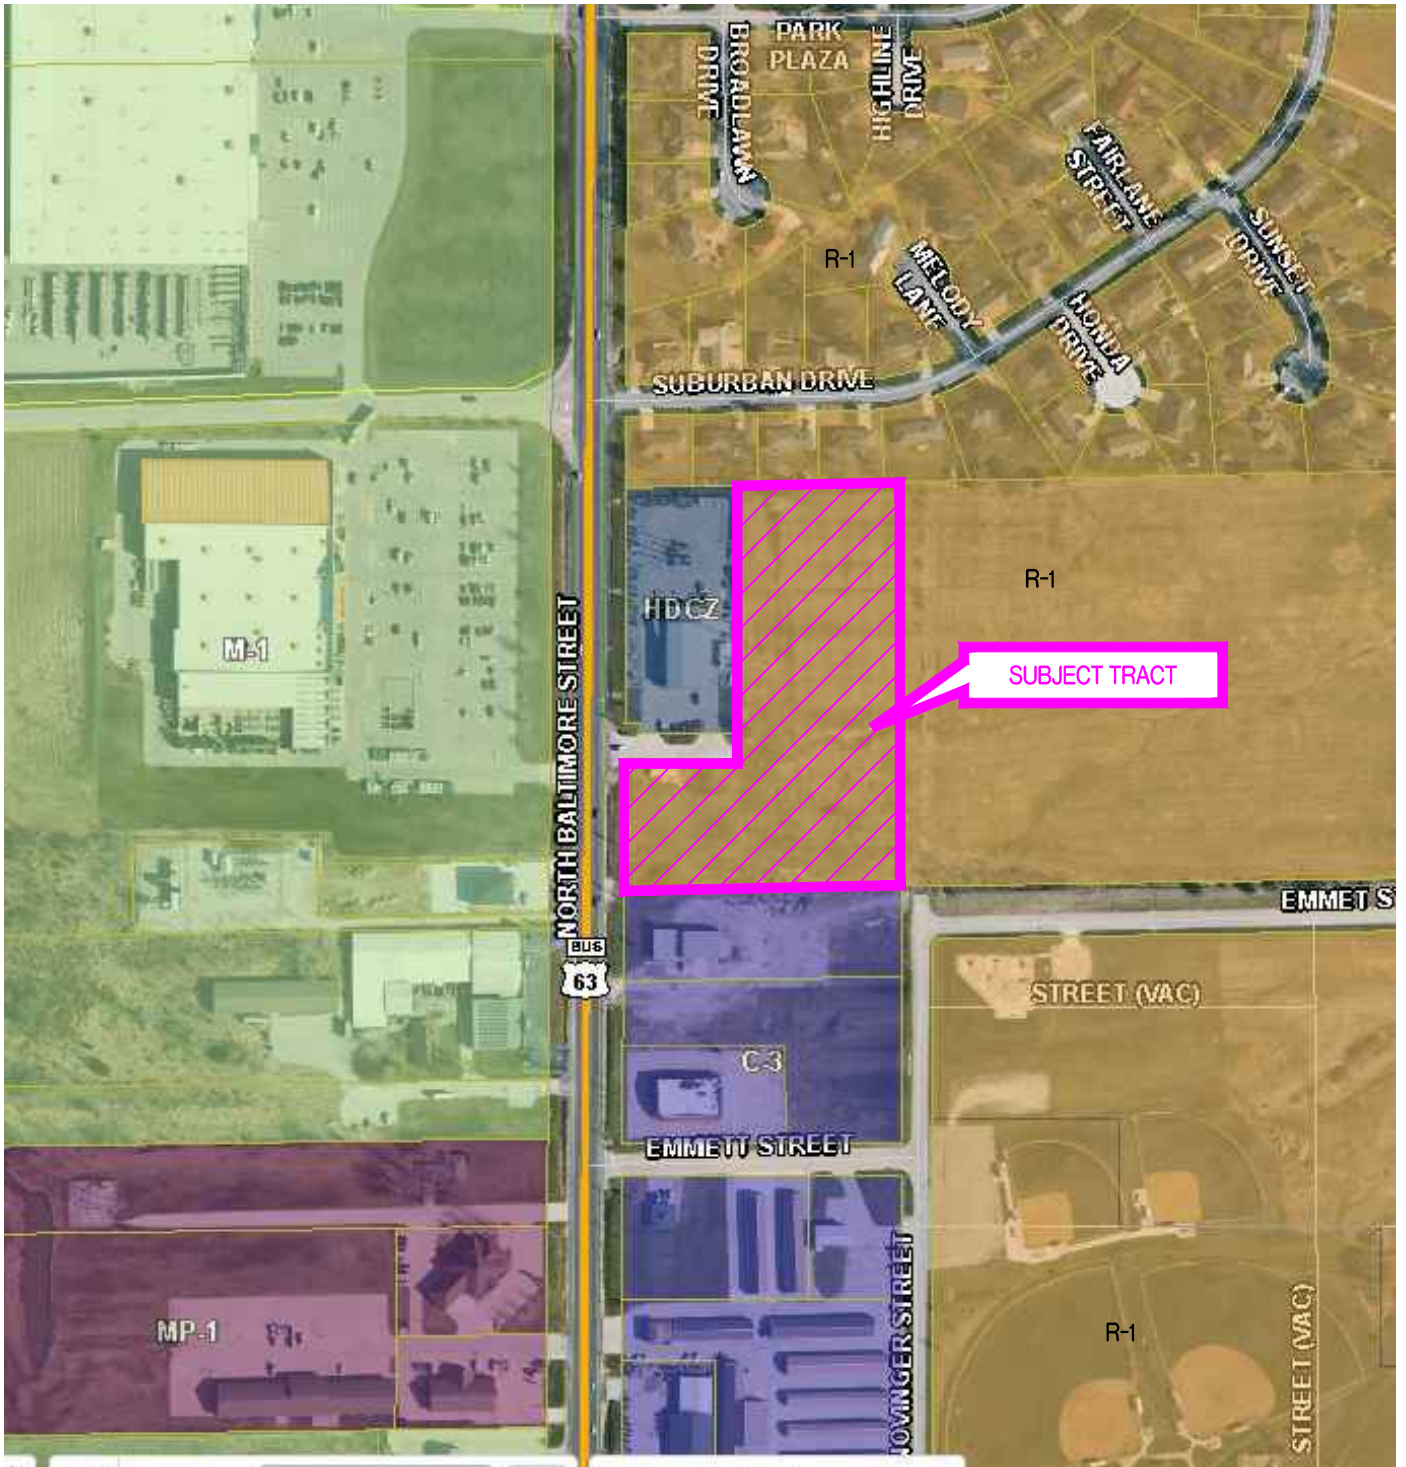 PARK
PLAZA
BROADLAWN
DRIVE
HIGHLINE
DRIVE
FAIRLANE
STREET
SUNSET
DRIVE
R-1
MELODY
LANE
HONDA
DRIVE
SUBURBAN DRIVE
HDCZ
R-1
M-1
SUBJECT TRACT
NORTH BALTIMORE STREET
EMMET ST
BUS
63
STREET (VAC)
C-3
EMMETT STREET
MP-1
R-1
STREET (VAC)